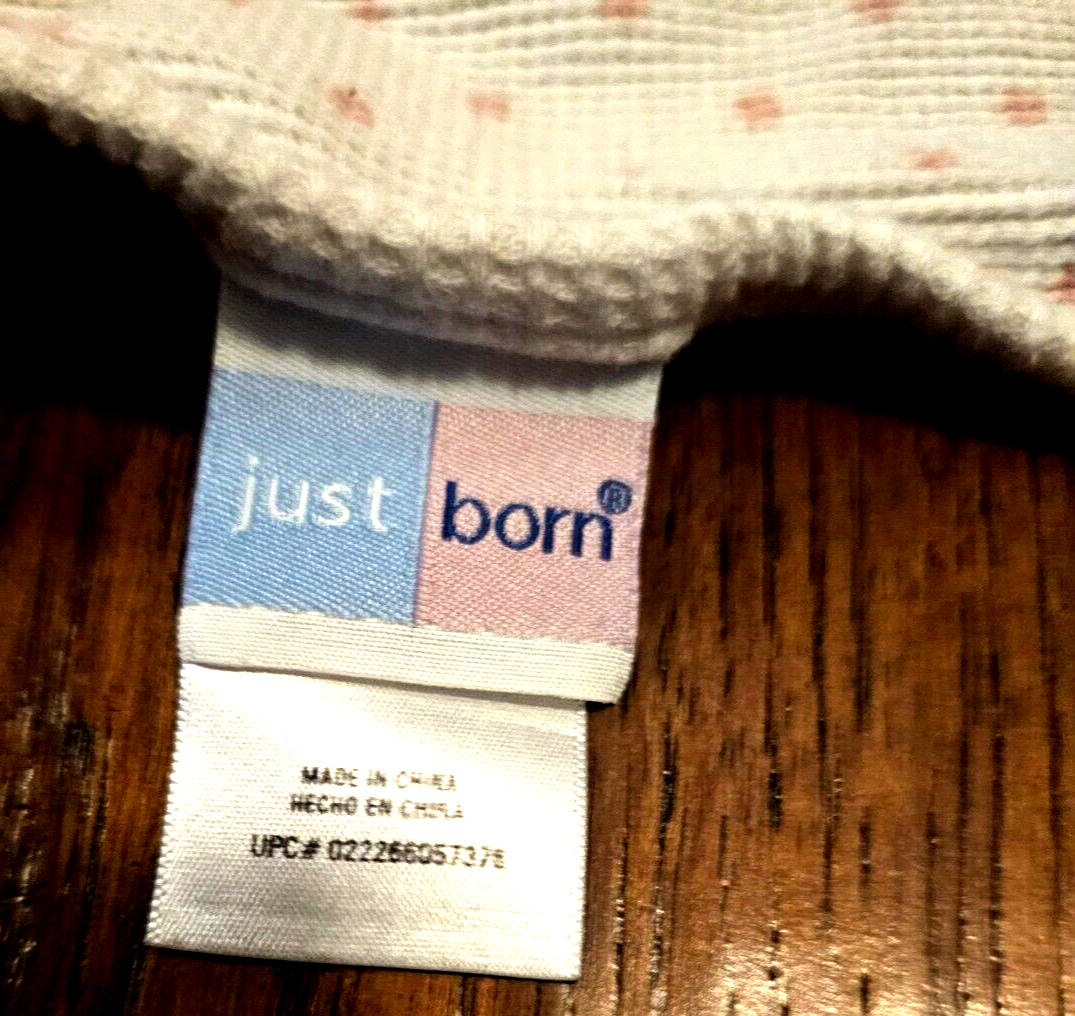 just born®
MADE IN CHINA
HECHO EN CHINA
UPC# 022266057376